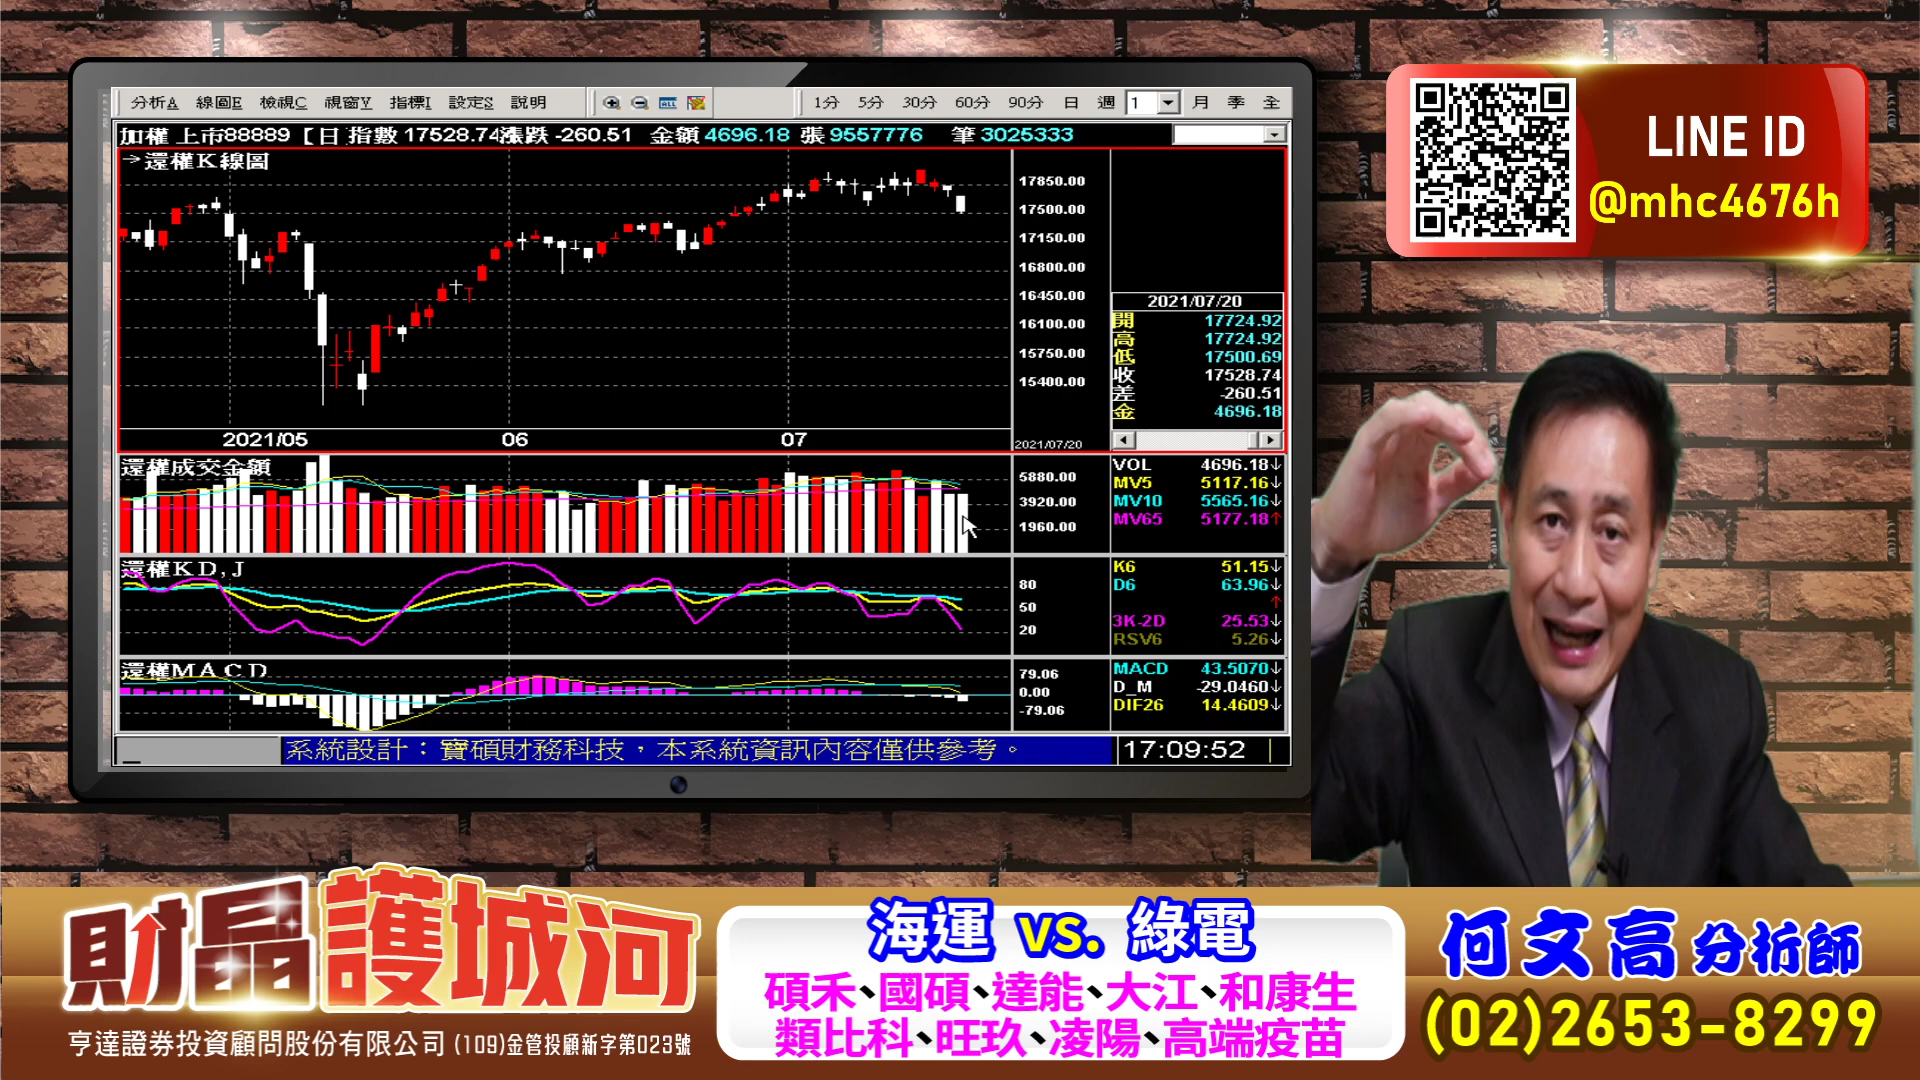 分析A 線圖E 檢視C 視窗V 指標I 設定S 說明 ALL 1分 5分 30分 60分 90分 日 週 1 月 季 全
加權 上市88889【日 指數 17528.74 漲跌 -260.51 金額 4696.18 張 9557776 筆 3025333
→還權K線圖
17850.00
17500.00
17150.00
16800.00
16450.00
16100.00
15750.00
15400.00
2021/07/20
開 17724.92
高 17724.92
低 17500.69
收 17528.74
差 -260.51
金 4696.18
2021/05 06 07 2021/07/20
還權成交金額
5880.00
3920.00
1960.00
VOL 4696.18↓
MV5 5117.16↓
MV10 5565.16↓
MV65 5177.18↑
還權KD,J
80
50
20
K6 51.15↓
D6 63.96↓
↑
3K-2D 25.53↓
RSV6 5.26↓
還權MACD
79.06
0.00
-79.06
MACD 43.5070↓
D_M -29.0460↓
DIF26 14.4609↓
系統設計：寶碩財務科技，本系統資訊內容僅供參考。 17:09:52
LINE ID
@mhc4676h
財晶護城河
亨達證券投資顧問股份有限公司 (109)金管投顧新字第023號
海運 vs. 綠電
碩禾、國碩、達能、大江、和康生
類比科、旺玖、凌陽、高端疫苗
何文高 分析師
(02)2653-8299